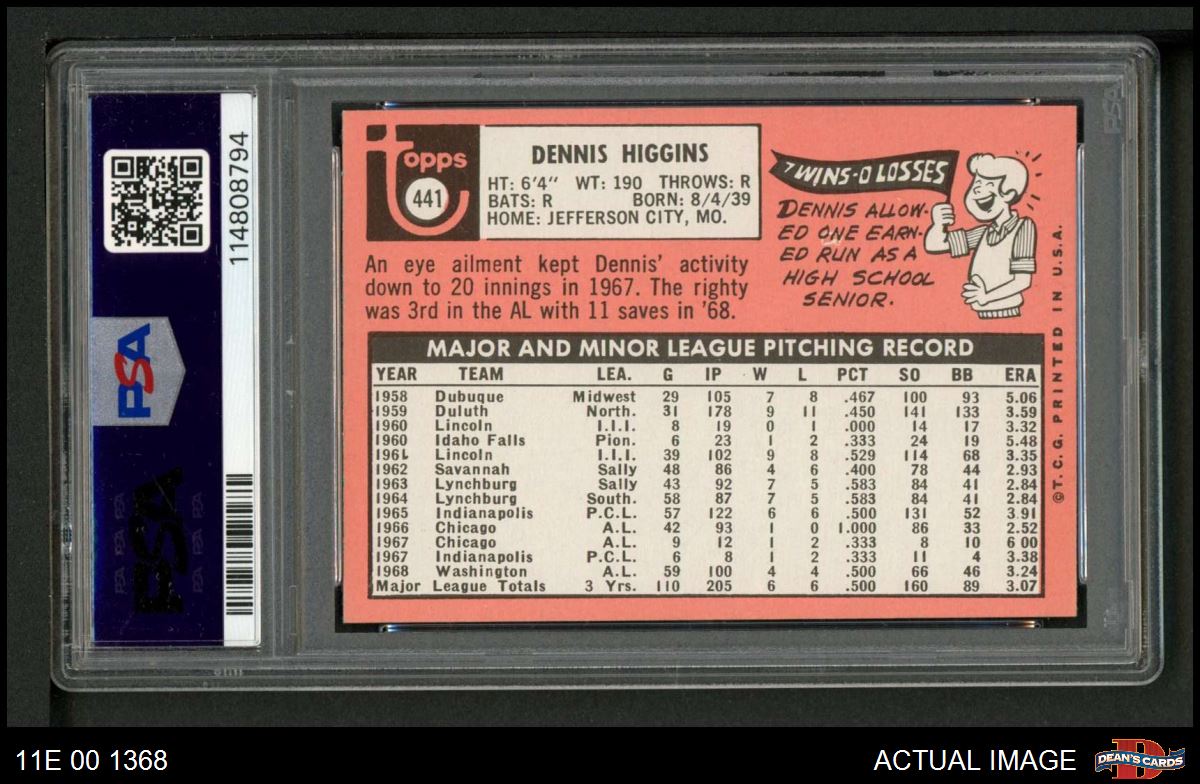 114808794
PSA
PSA
topps
441
DENNIS HIGGINS
HT: 6'4" WT: 190 THROWS: R
BATS: R BORN: 8/4/39
HOME: JEFFERSON CITY, MO.
7 WINS-0 LOSSES
DENNIS ALLOW-
ED ONE EARN-
ED RUN AS A
HIGH SCHOOL
SENIOR.
An eye ailment kept Dennis' activity
down to 20 innings in 1967. The righty
was 3rd in the AL with 11 saves in '68.
MAJOR AND MINOR LEAGUE PITCHING RECORD
YEAR TEAM LEA. G IP W L PCT SO BB ERA
1958 Dubuque Midwest 29 105 7 8 .467 100 93 5.06
1959 Duluth North. 31 178 9 11 .450 141 133 3.59
1960 Lincoln I.I.I. 8 19 0 1 .000 14 17 3.32
1960 Idaho Falls Pion. 6 23 1 2 .333 24 19 5.48
1961 Lincoln I.I.I. 39 102 9 8 .529 114 68 3.35
1962 Savannah Sally 48 86 4 6 .400 78 44 2.93
1963 Lynchburg Sally 43 92 7 5 .583 84 41 2.84
1964 Lynchburg South. 58 87 7 5 .583 84 41 2.84
1965 Indianapolis P.C.L. 57 122 6 6 .500 131 52 3.91
1966 Chicago A.L. 42 93 1 0 1.000 86 33 2.52
1967 Chicago A.L. 9 12 1 2 .333 8 10 6 00
1967 Indianapolis P.C.L. 6 8 1 2 .333 11 4 3.38
1968 Washington A.L. 59 100 4 4 .500 66 46 3.24
Major League Totals 3 Yrs. 110 205 6 6 .500 160 89 3.07
©T.C.G. PRINTED IN U.S.A.
11E 00 1368
ACTUAL IMAGE
DEAN'S CARDS